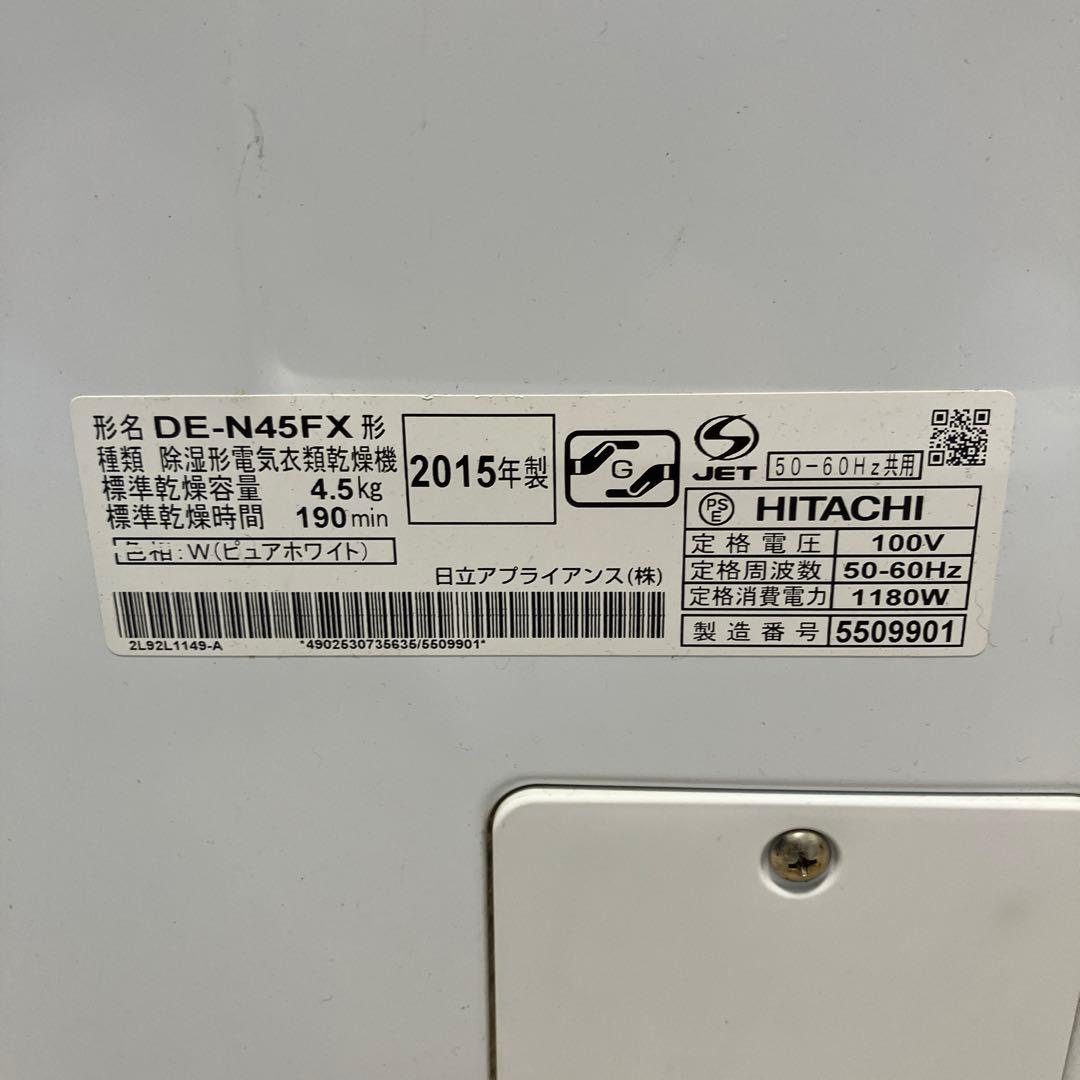 形名 DE-N45FX 形
種類 除湿形電気衣類乾燥機
標準乾燥容量 4.5kg
標準乾燥時間 190min
色相:W(ピュアホワイト)
2015年製
G
S
JET
50-60Hz共用
PSE HITACHI
定格電圧 100V
定格周波数 50-60Hz
定格消費電力 1180W
製造番号 5509901
日立アプライアンス(株)
2L92L1149-A *4902530735635/5509901*